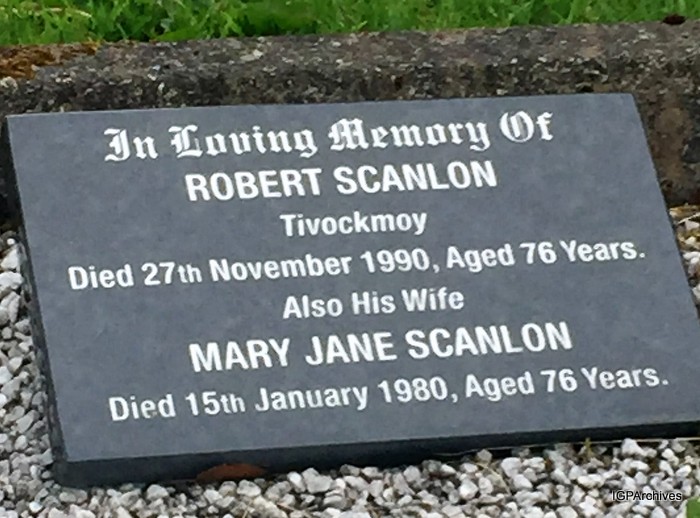 In Loving Memory Of
ROBERT SCANLON
Tivockmoy
Died 27th November 1990, Aged 76 Years.
Also His Wife
MARY JANE SCANLON
Died 15th January 1980, Aged 76 Years.
IGPArchives